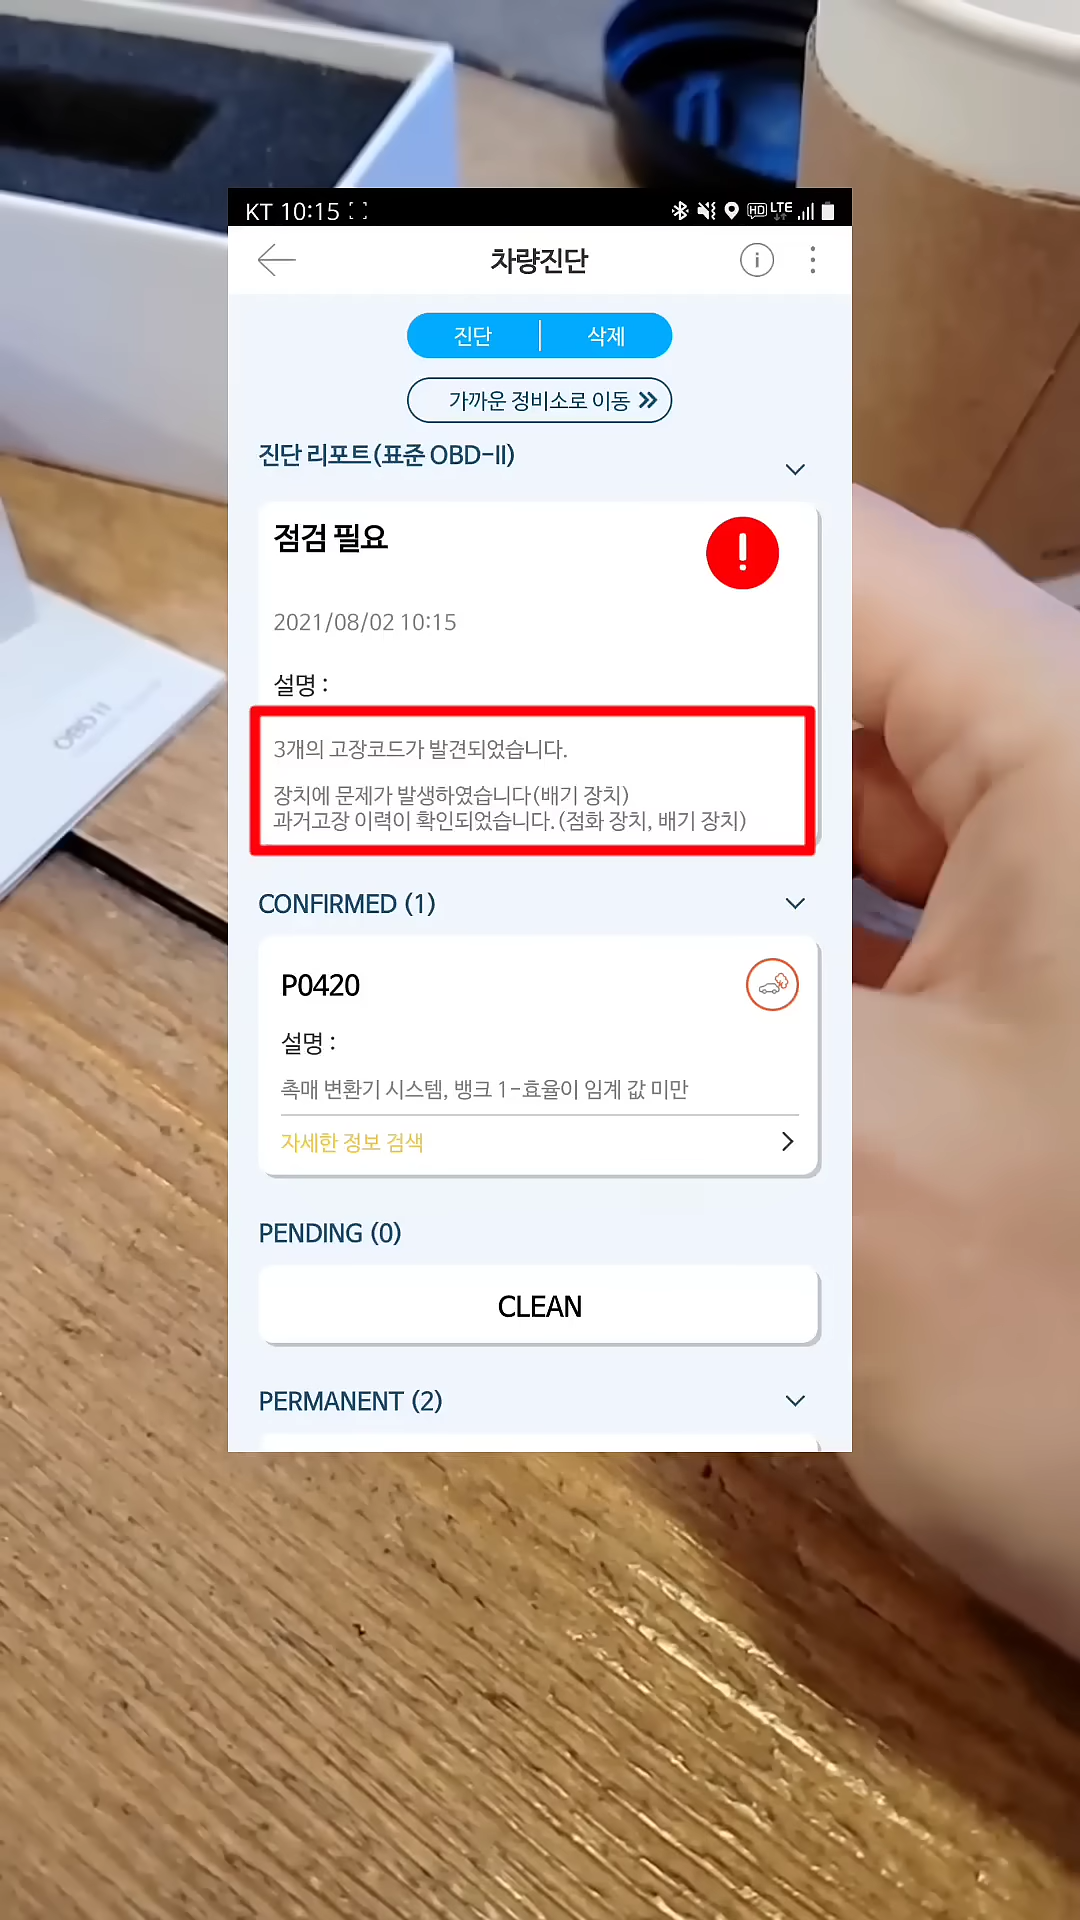 KT 10:15
HD LTE
차량진단
진단
삭제
가까운 정비소로 이동
진단 리포트(표준 OBD-II)
점검 필요
2021/08/02 10:15
설명 :
3개의 고장코드가 발견되었습니다.
장치에 문제가 발생하였습니다(배기 장치)
과거고장 이력이 확인되었습니다.(점화 장치, 배기 장치)
CONFIRMED (1)
P0420
설명 :
촉매 변환기 시스템, 뱅크 1-효율이 임계 값 미만
자세한 정보 검색
PENDING (0)
CLEAN
PERMANENT (2)
OBD II